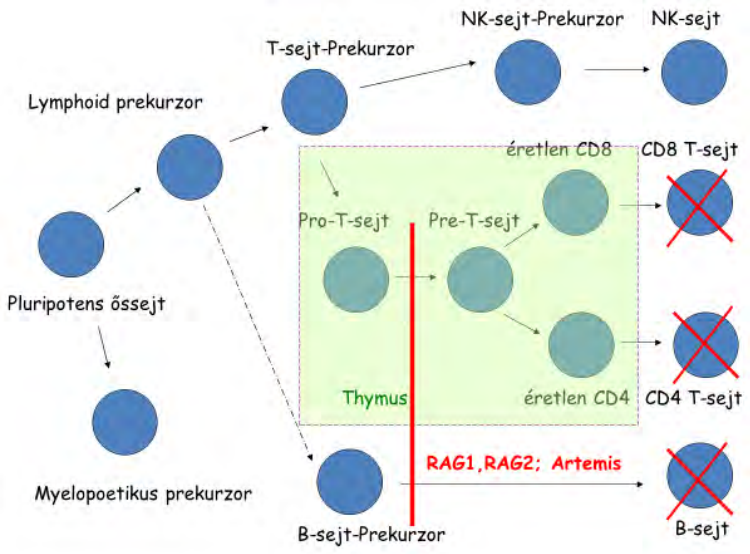 NK-sejt-Prekurzor
NK-sejt
T-sejt-Prekurzor
Lymphoid prekurzor
éretlen CD8
CD8 T-sejt
Pro-T-sejt
Pre-T-sejt
Pluripotens őssejt
Thymus
éretlen CD4
CD4 T-sejt
RAG1,RAG2; Artemis
Myelopoetikus prekurzor
B-sejt-Prekurzor
B-sejt